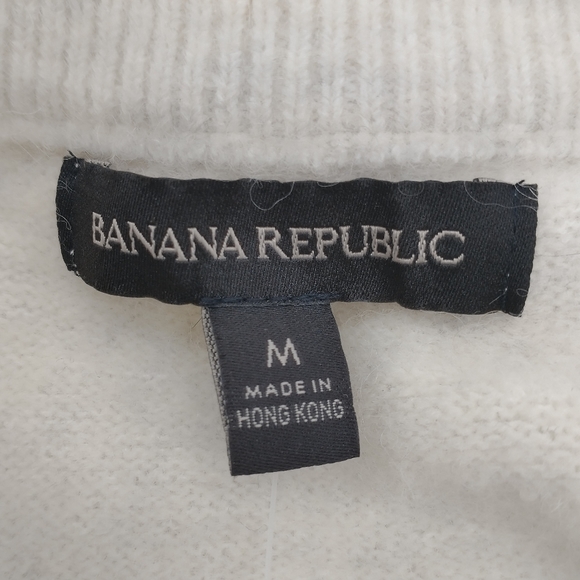 BANANA REPUBLIC
M
MADE IN
HONG KONG